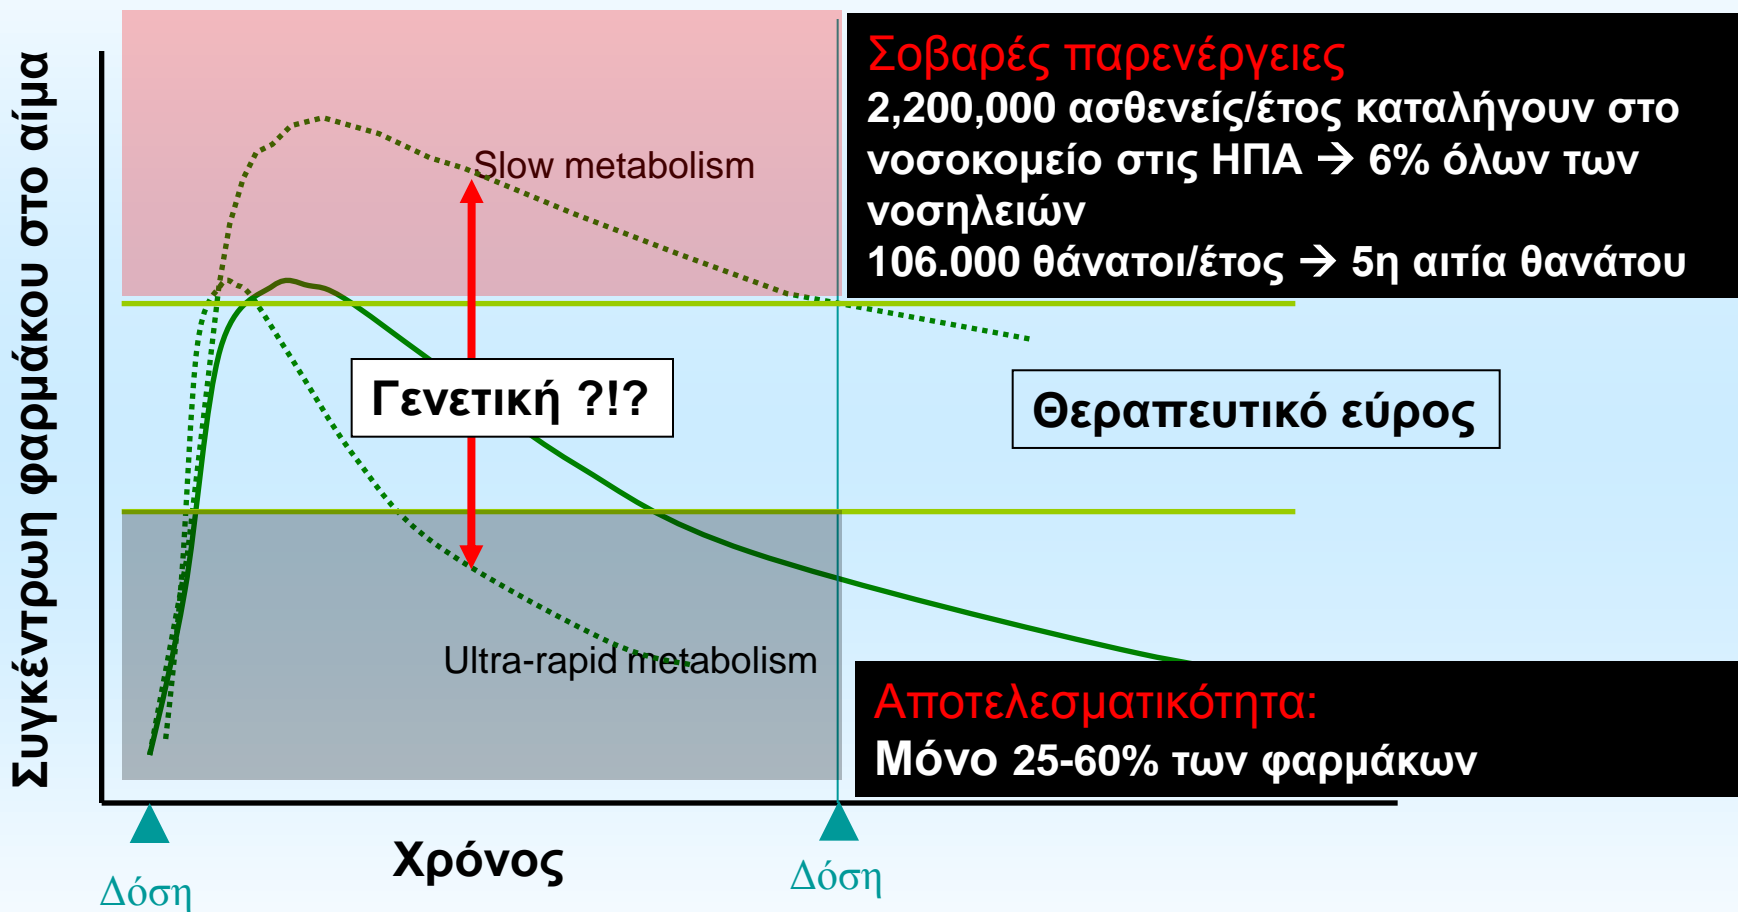 Συγκέντρωη φαρμάκου στο αίμα
Σοβαρές παρενέργειες
2,200,000 ασθενείς/έτος καταλήγουν στο
νοσοκομείο στις ΗΠΑ → 6% όλων των
νοσηλειών
106.000 θάνατοι/έτος → 5η αιτία θανάτου
Slow metabolism
Γενετική ?!?
Θεραπευτικό εύρος
Ultra-rapid metabolism
Αποτελεσματικότητα:
Μόνο 25-60% των φαρμάκων
Χρόνος
Δόση
Δόση